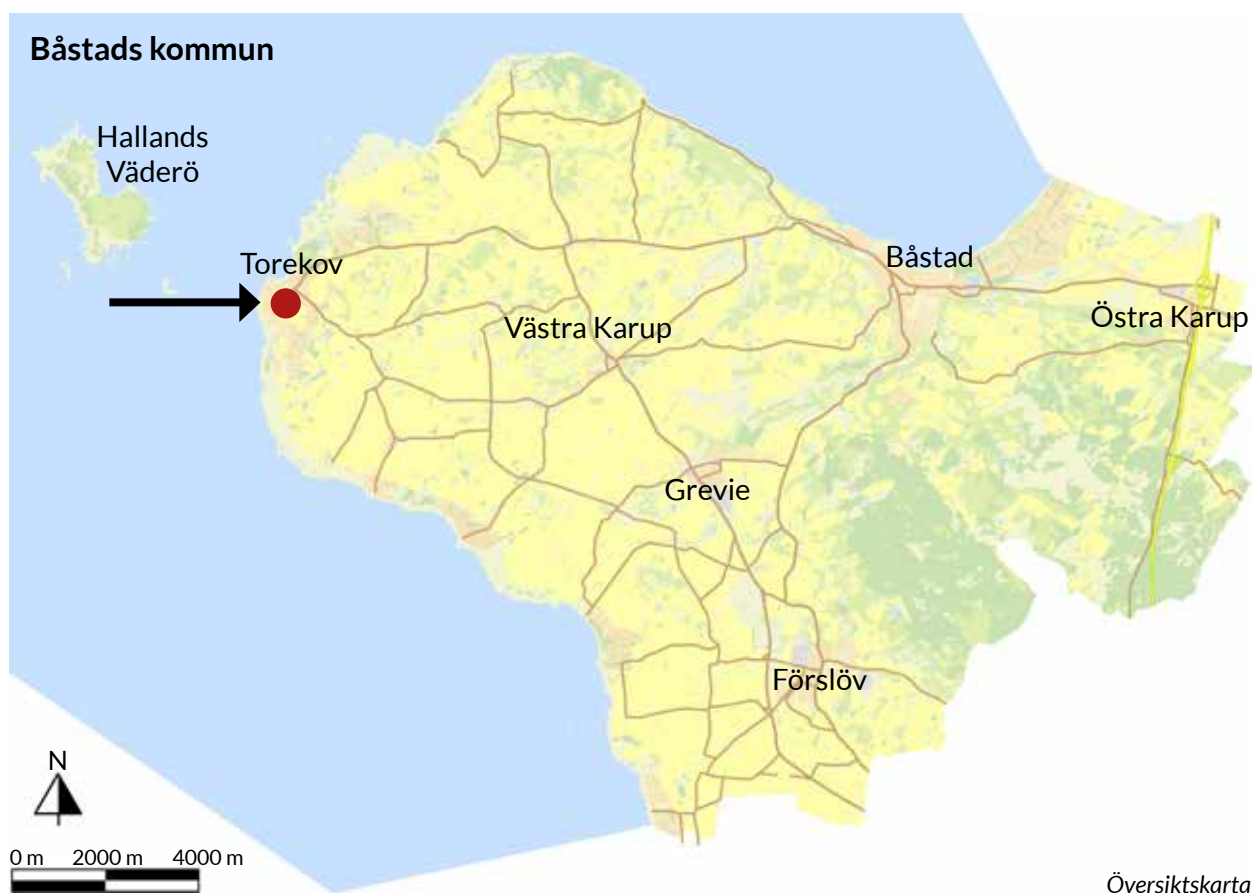 Båstads kommun
Hallands
Väderö
Torekov
Båstad
Västra Karup
Östra Karup
Grevie
Förslöv
N
0 m 2000 m 4000 m
Översiktskarta